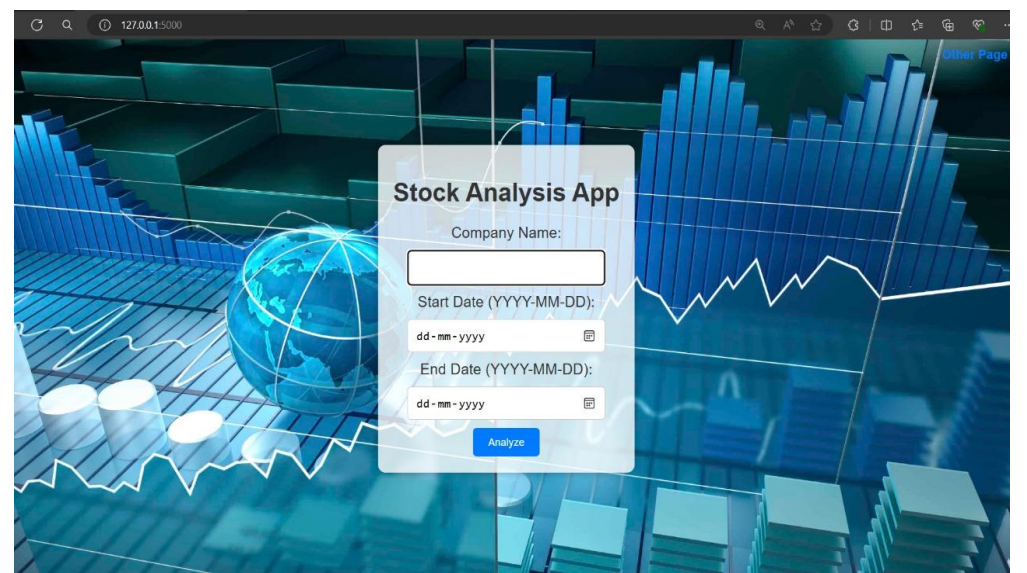 127.0.0.1:5000
Other Page
Stock Analysis App
Company Name:
Start Date (YYYY-MM-DD):
dd-mm-yyyy
End Date (YYYY-MM-DD):
dd-mm-yyyy
Analyze